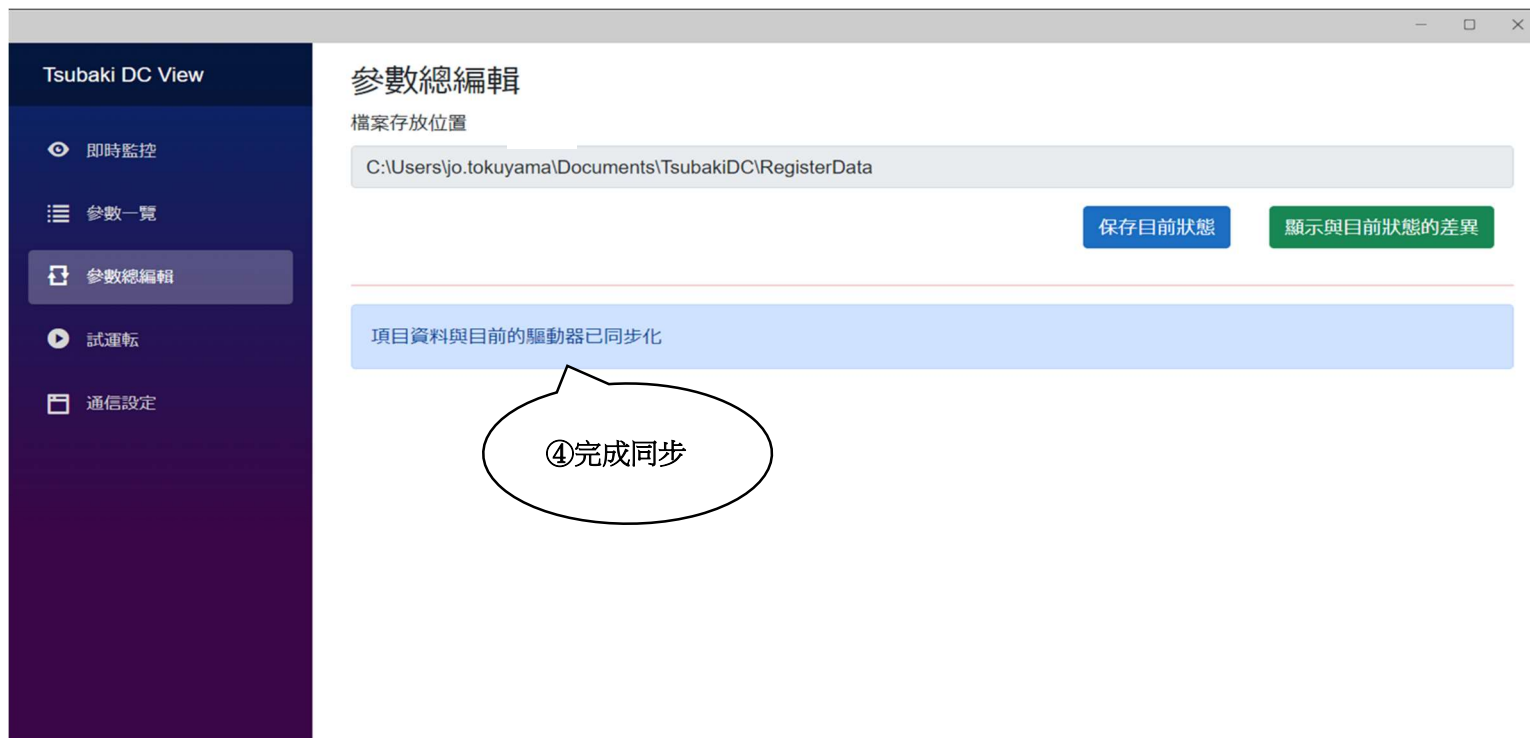 Tsubaki DC View
即時監控
參數一覽
參數總編輯
試運転
通信設定
參數總編輯
檔案存放位置
C:\Users\jo.tokuyama\Documents\TsubakiDC\RegisterData
保存目前狀態
顯示與目前狀態的差異
項目資料與目前的驅動器已同步化
④完成同步